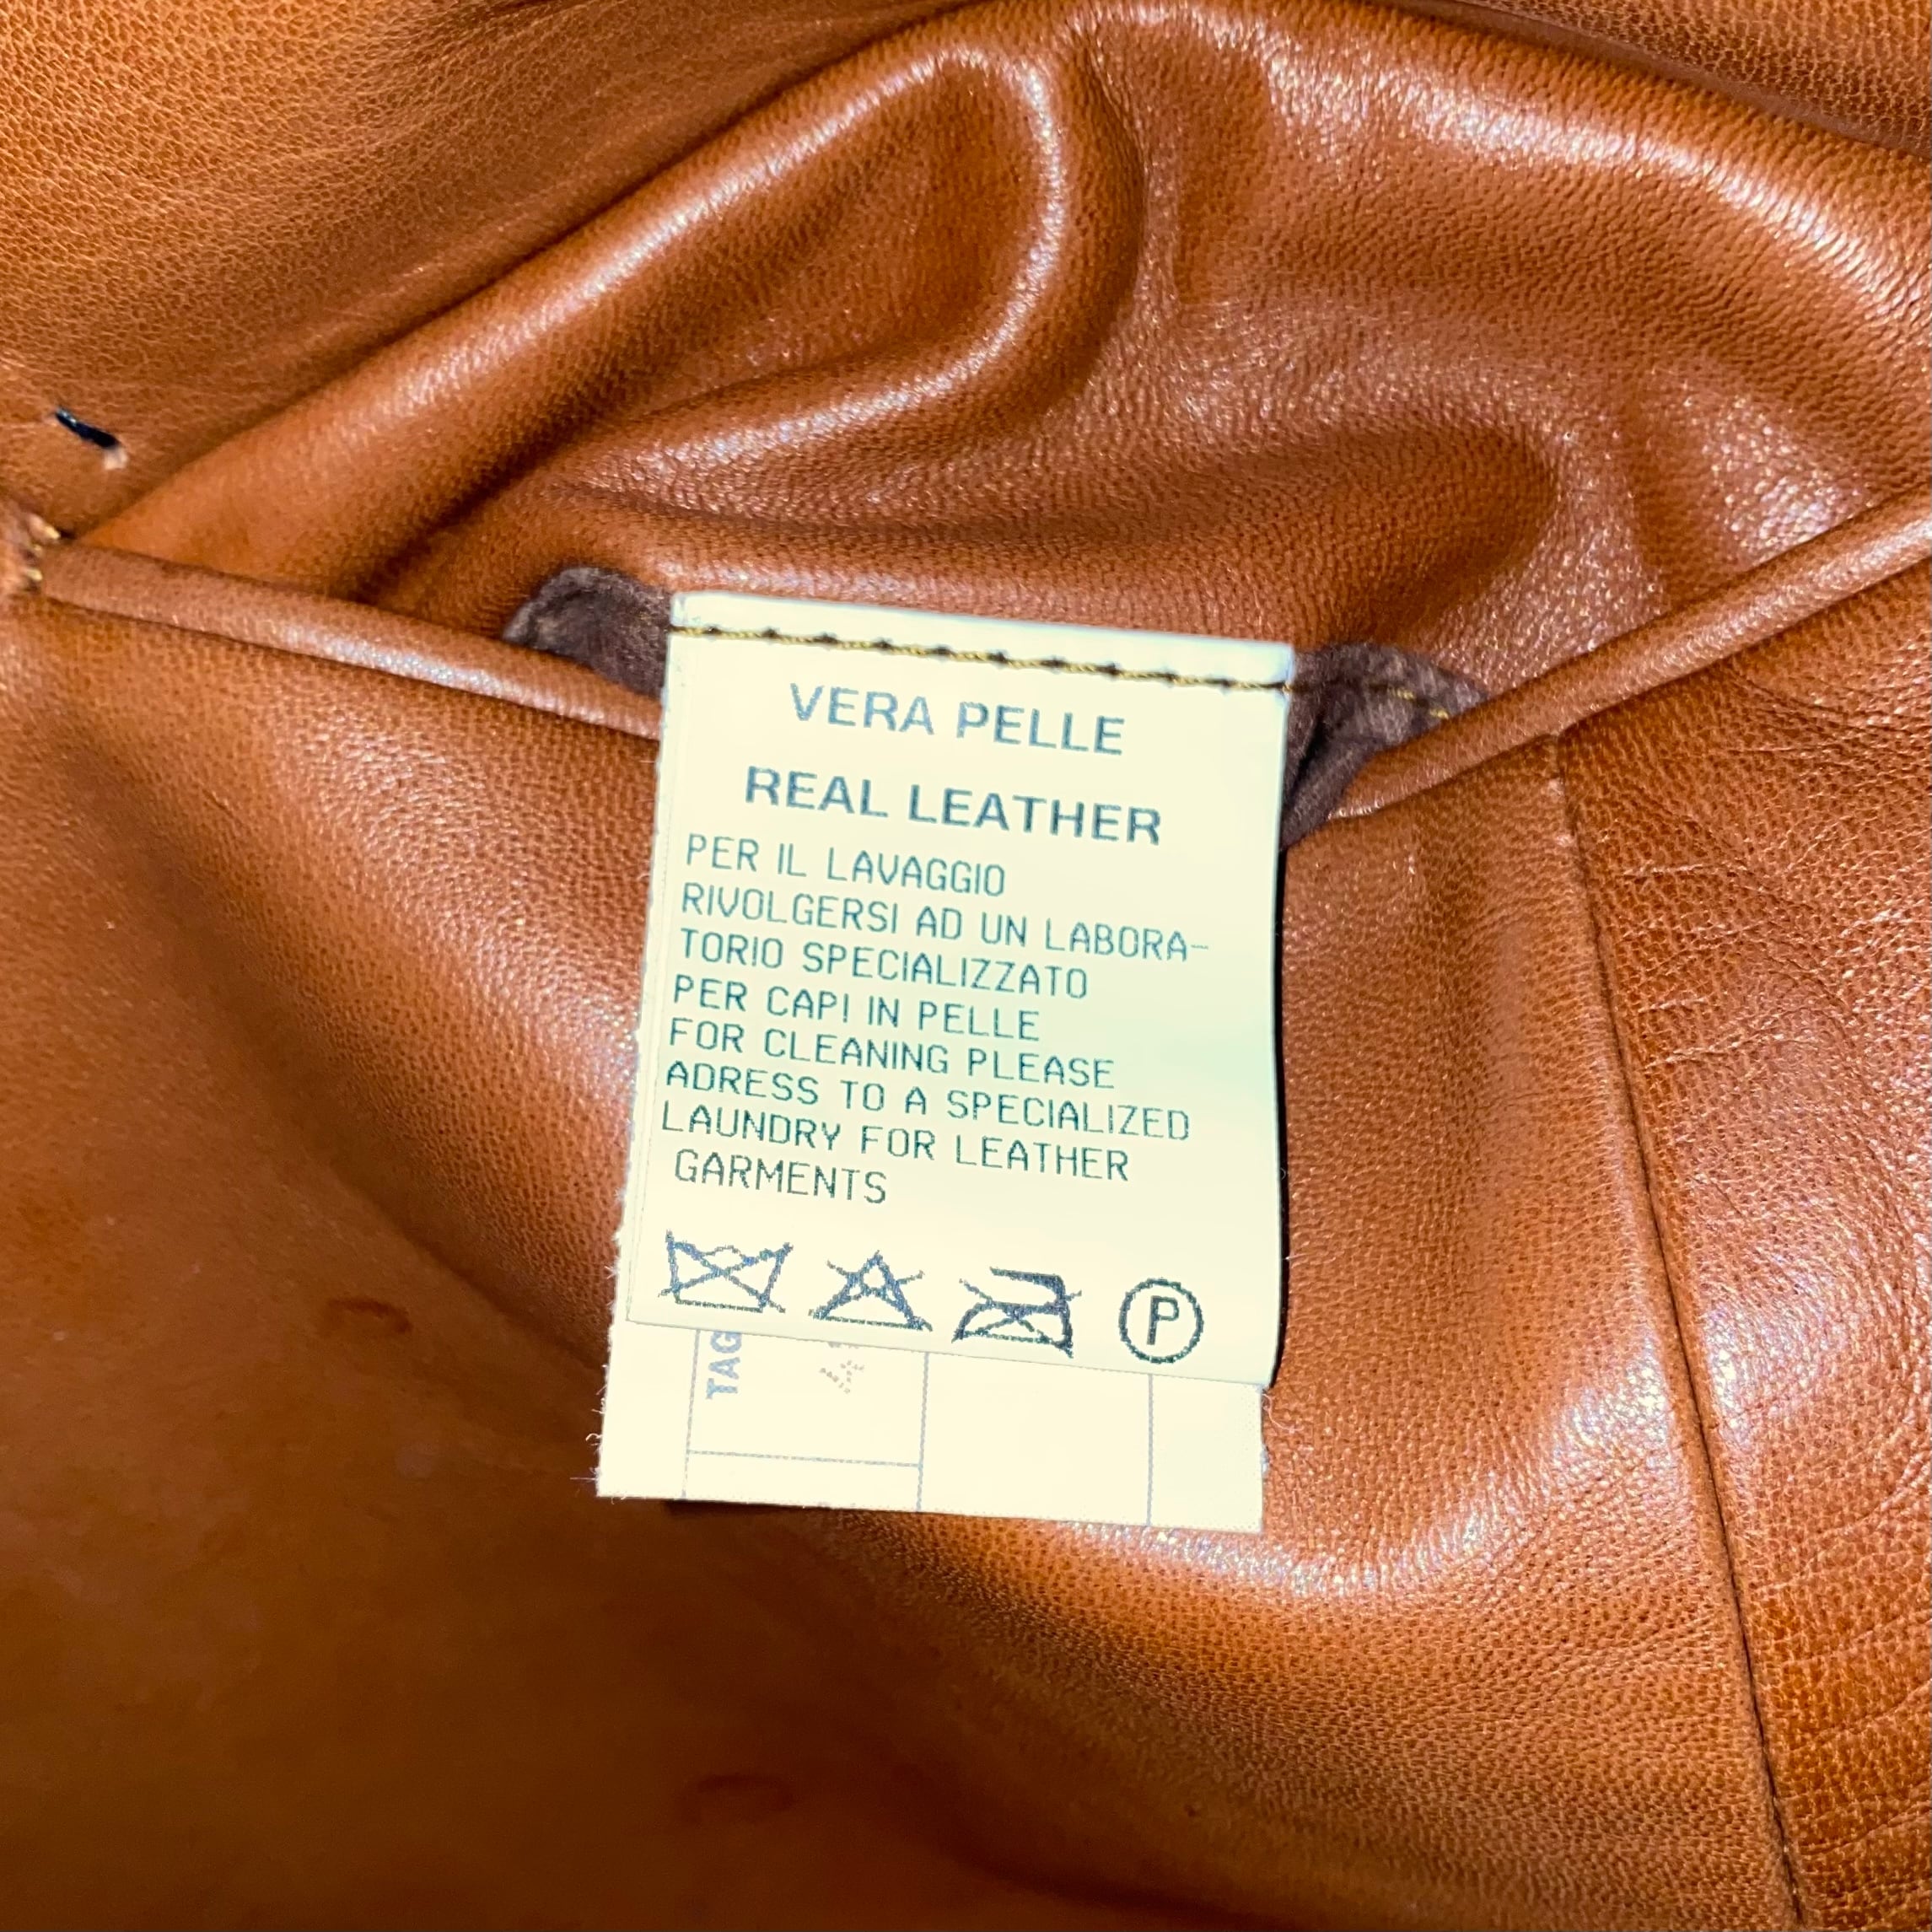 VERA PELLE
REAL LEATHER
PER IL LAVAGGIO
RIVOLGERSI AD UN LABORA-
TORIO SPECIALIZZATO
PER CAPI IN PELLE
FOR CLEANING PLEASE
ADRESS TO A SPECIALIZED
LAUNDRY FOR LEATHER
GARMENTS
P
TAG